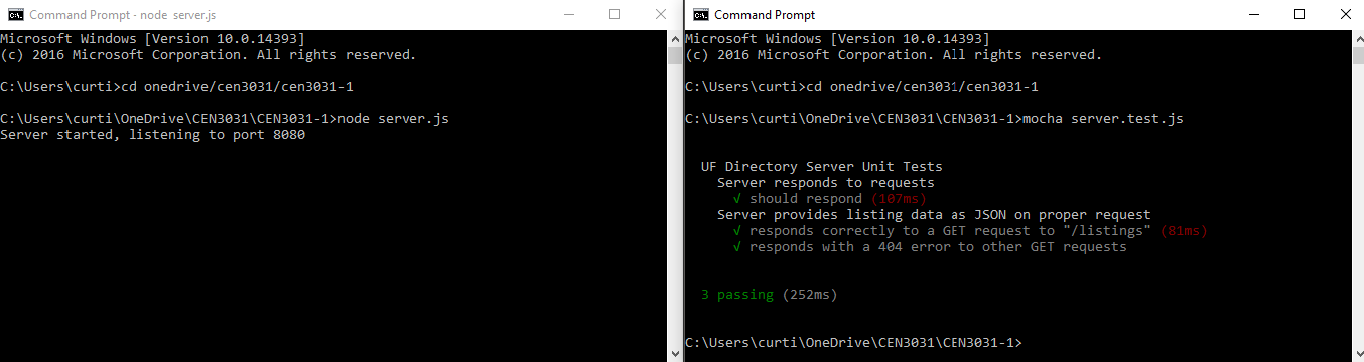 Command Prompt - node server.js
Microsoft Windows [Version 10.0.14393]
(c) 2016 Microsoft Corporation. All rights reserved.
C:\Users\curti>cd onedrive/cen3031/cen3031-1
C:\Users\curti\OneDrive\CEN3031\CEN3031-1>node server.js
Server started, listening to port 8080
Command Prompt
Microsoft Windows [Version 10.0.14393]
(c) 2016 Microsoft Corporation. All rights reserved.
C:\Users\curti>cd onedrive/cen3031/cen3031-1
C:\Users\curti\OneDrive\CEN3031\CEN3031-1>mocha server.test.js
UF Directory Server Unit Tests
Server responds to requests
√ should respond (107ms)
Server provides listing data as JSON on proper request
√ responds correctly to a GET request to "/listings" (81ms)
√ responds with a 404 error to other GET requests
3 passing (252ms)
C:\Users\curti\OneDrive\CEN3031\CEN3031-1>